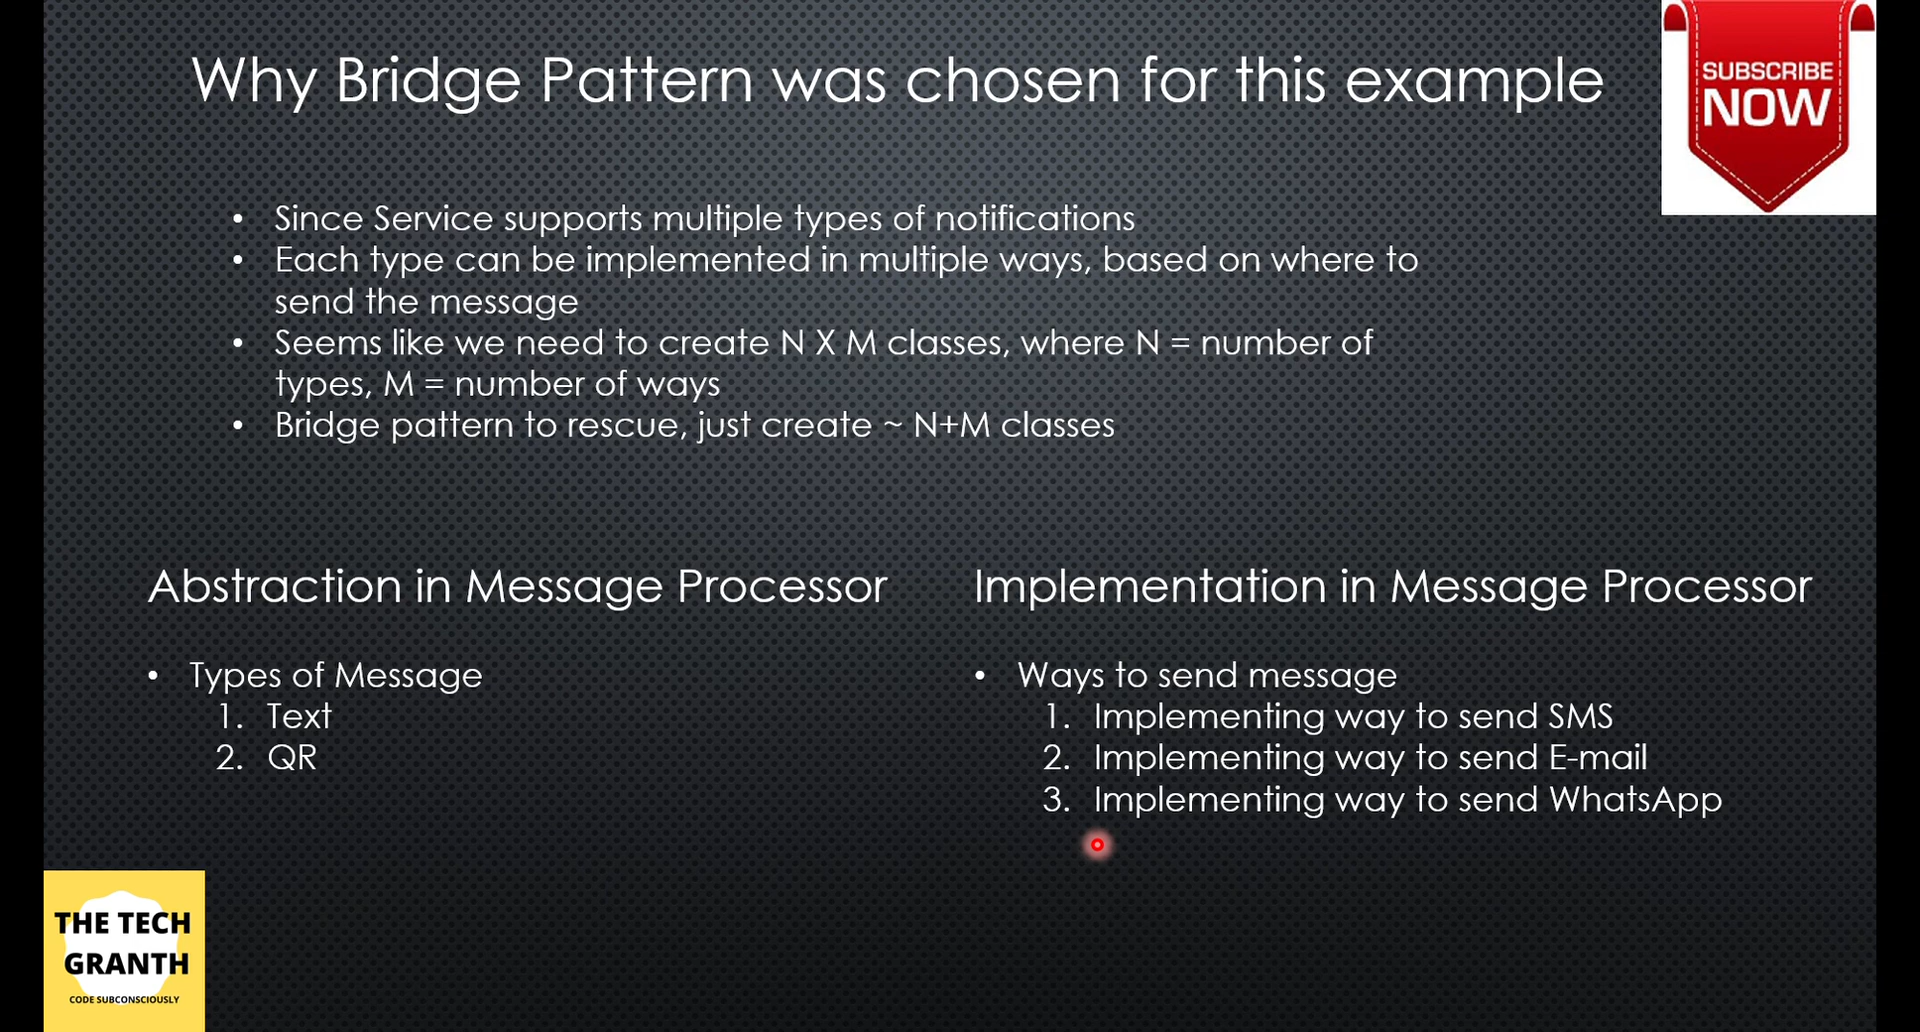 Why Bridge Pattern was chosen for this example
SUBSCRIBE
NOW
• Since Service supports multiple types of notifications
• Each type can be implemented in multiple ways, based on where to
send the message
• Seems like we need to create N X M classes, where N = number of
types, M = number of ways
• Bridge pattern to rescue, just create ~ N+M classes
Abstraction in Message Processor
• Types of Message
1. Text
2. QR
Implementation in Message Processor
• Ways to send message
1. Implementing way to send SMS
2. Implementing way to send E-mail
3. Implementing way to send WhatsApp
THE TECH
GRANTH
CODE SUBCONSCIOUSLY